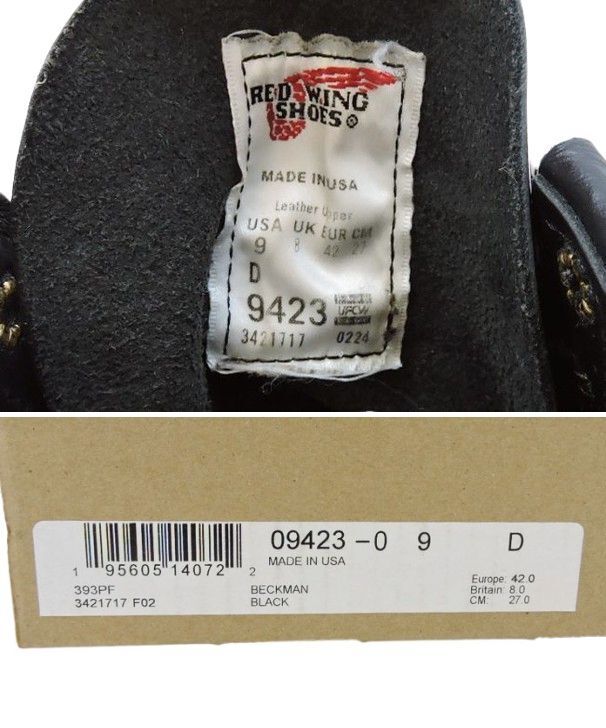 RED WING
SHOES®
MADE IN USA
Leather Upper
USA UK EUR CM
9 8 42 27
D
9423 UFCW
3421717 0224
09423-0 9 D
MADE IN USA
1 95605 14072 2
393PF BECKMAN
3421717 F02 BLACK
Europe: 42.0
Britain: 8.0
CM: 27.0